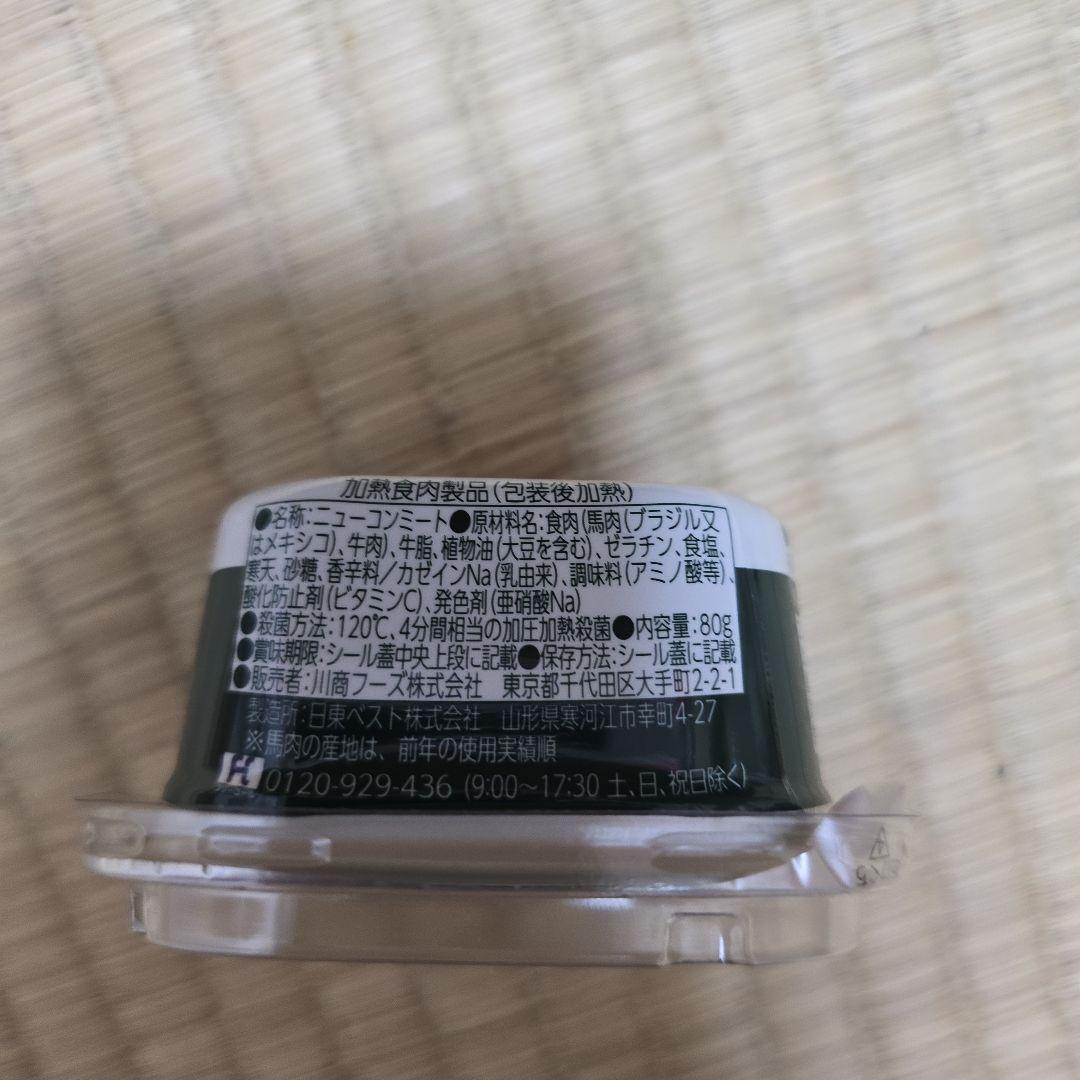 加熱食肉製品(包装後加熱)
●名称:ニューコンミート●原材料名:食肉(馬肉(ブラジル又
はメキシコ)、牛肉)、牛脂、植物油(大豆を含む)、ゼラチン、食塩、
寒天、砂糖、香辛料/カゼインNa(乳由来)、調味料(アミノ酸等)、
酸化防止剤(ビタミンC)、発色剤(亜硝酸Na)
●殺菌方法:120℃、4分間相当の加圧加熱殺菌●内容量:80g
●賞味期限:シール蓋中央上段に記載●保存方法:シール蓋に記載
●販売者:川商フーズ株式会社 東京都千代田区大手町2-2-1
製造所:日東ベスト株式会社 山形県寒河江市幸町4-27
※馬肉の産地は、前年の使用実績順
K 0120-929-436 (9:00〜17:30 土、日、祝日除く)